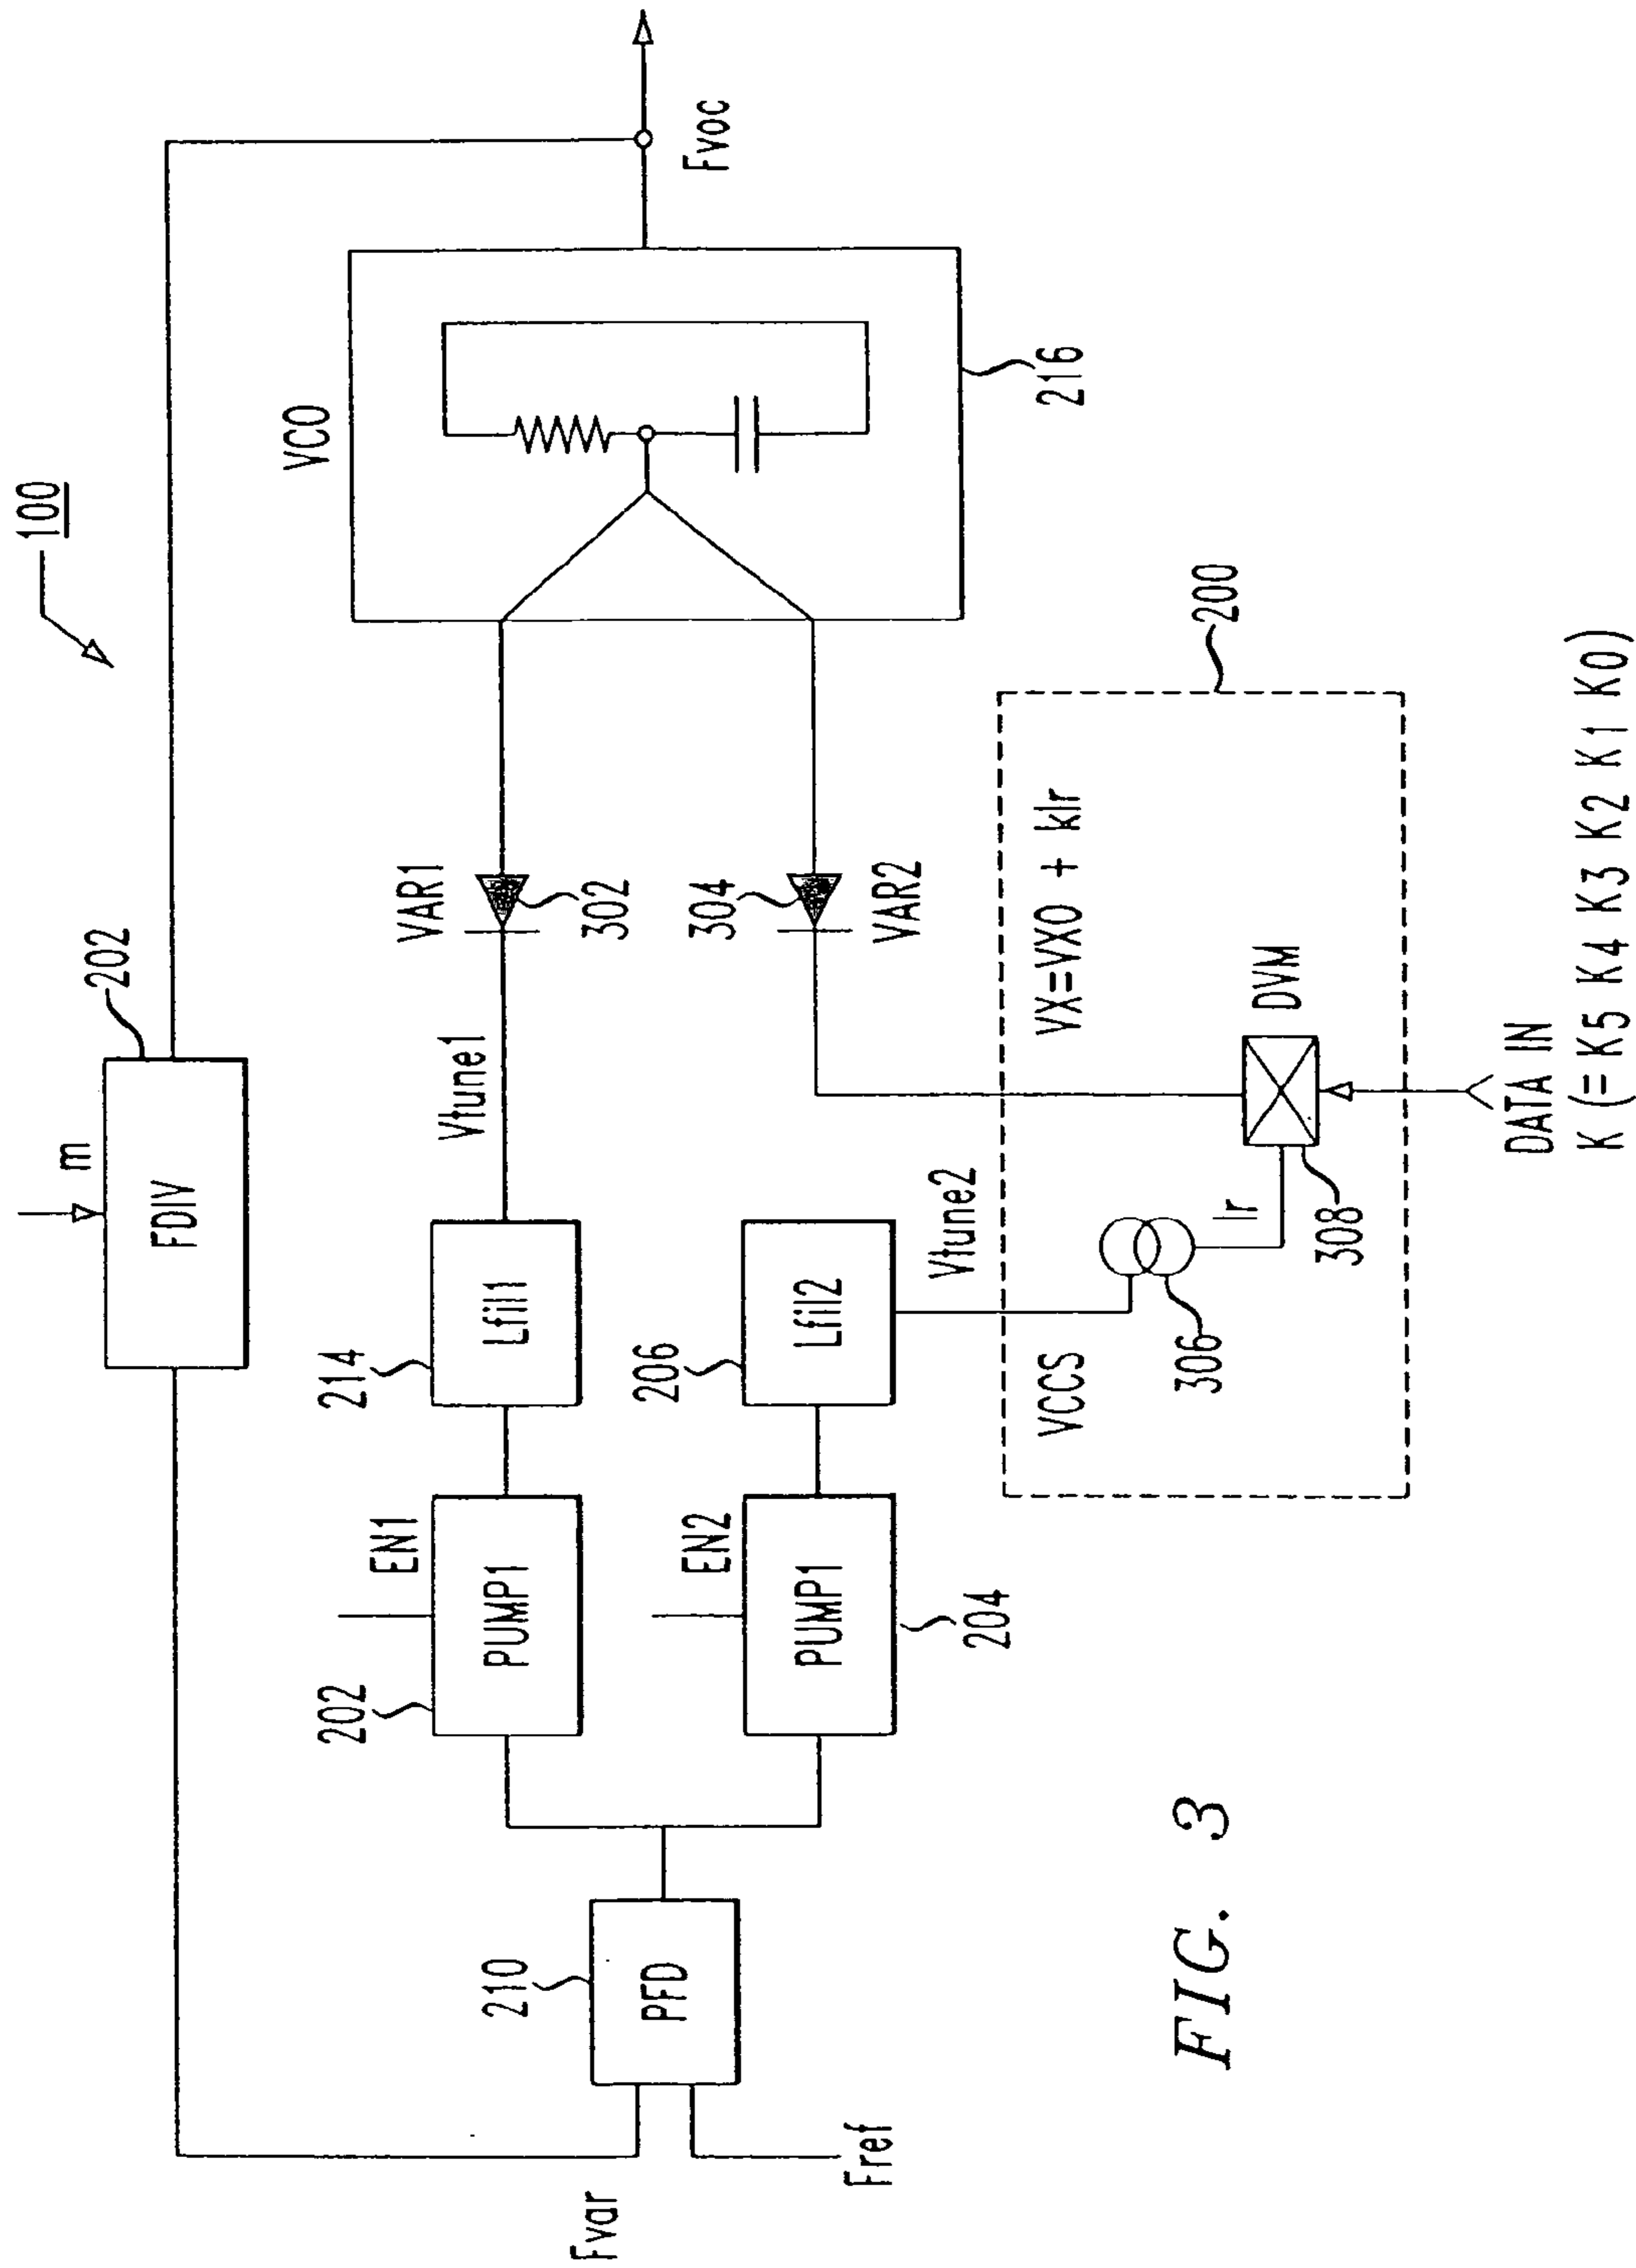 100
202
m
FDIV
VCO
Fvoc
216
EN1
PUMP1
202
214
Lfil1
Vtune1
VAR1
302
210
PFD
Fvar
Fref
EN2
PUMP1
204
206
Lfil2
Vtune2
304
VAR2
200
VCCS
306
Ir
308
DVM
VX=VXO + kIr
DATA IN
K (= K5 K4 K3 K2 K1 K0)
FIG. 3